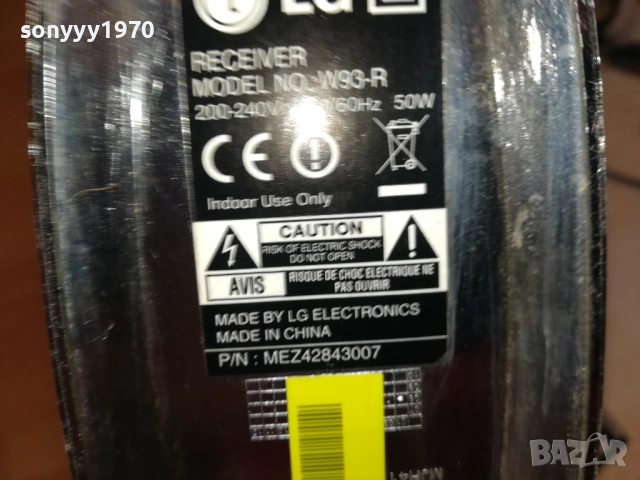 sonyyy1970
LG
RECEIVER
MODEL NO. W93-R
200-240V 50/60Hz 50W
CE
Indoor Use Only
CAUTION
RISK OF ELECTRIC SHOCK
DO NOT OPEN
AVIS
RISQUE DE CHOC ELECTRIQUE NE
PAS OUVRIR
MADE BY LG ELECTRONICS
MADE IN CHINA
P/N : MEZ42843007
BAZAR